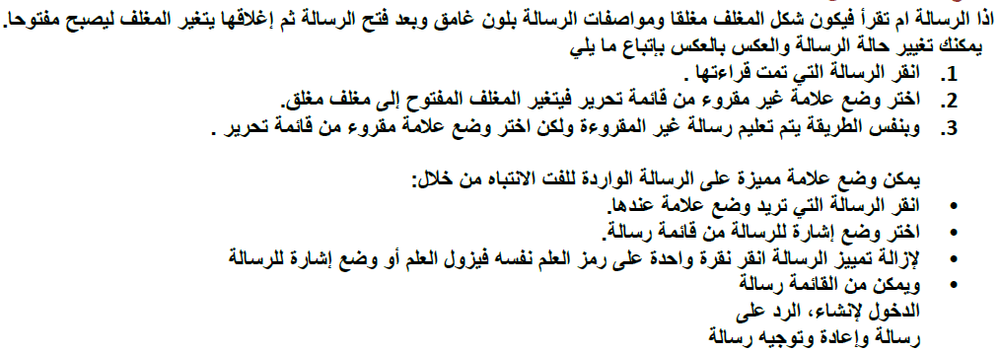 اذا الرسالة ام تقرأ فيكون شكل المغلف مغلقا ومواصفات الرسالة بلون غامق وبعد فتح الرسالة ثم إغلاقها يتغير المغلف ليصبح مفتوحا.
يمكنك تغيير حالة الرسالة والعكس بالعكس بإتباع ما يلي
1. انقر الرسالة التي تمت قراءتها .
2. اختر وضع علامة غير مقروء من قائمة تحرير فيتغير المغلف المفتوح إلى مغلف مغلق.
3. وبنفس الطريقة يتم تعليم رسالة غير المقروءة ولكن اختر وضع علامة مقروء من قائمة تحرير .
يمكن وضع علامة مميزة على الرسالة الواردة للفت الانتباه من خلال:
• انقر الرسالة التي تريد وضع علامة عندها.
• اختر وضع إشارة للرسالة من قائمة رسالة.
• لإزالة تمييز الرسالة انقر نقرة واحدة على رمز العلم نفسه فيزول العلم أو وضع إشارة للرسالة
• ويمكن من القائمة رسالة
الدخول لإنشاء، الرد على
رسالة وإعادة وتوجيه رسالة